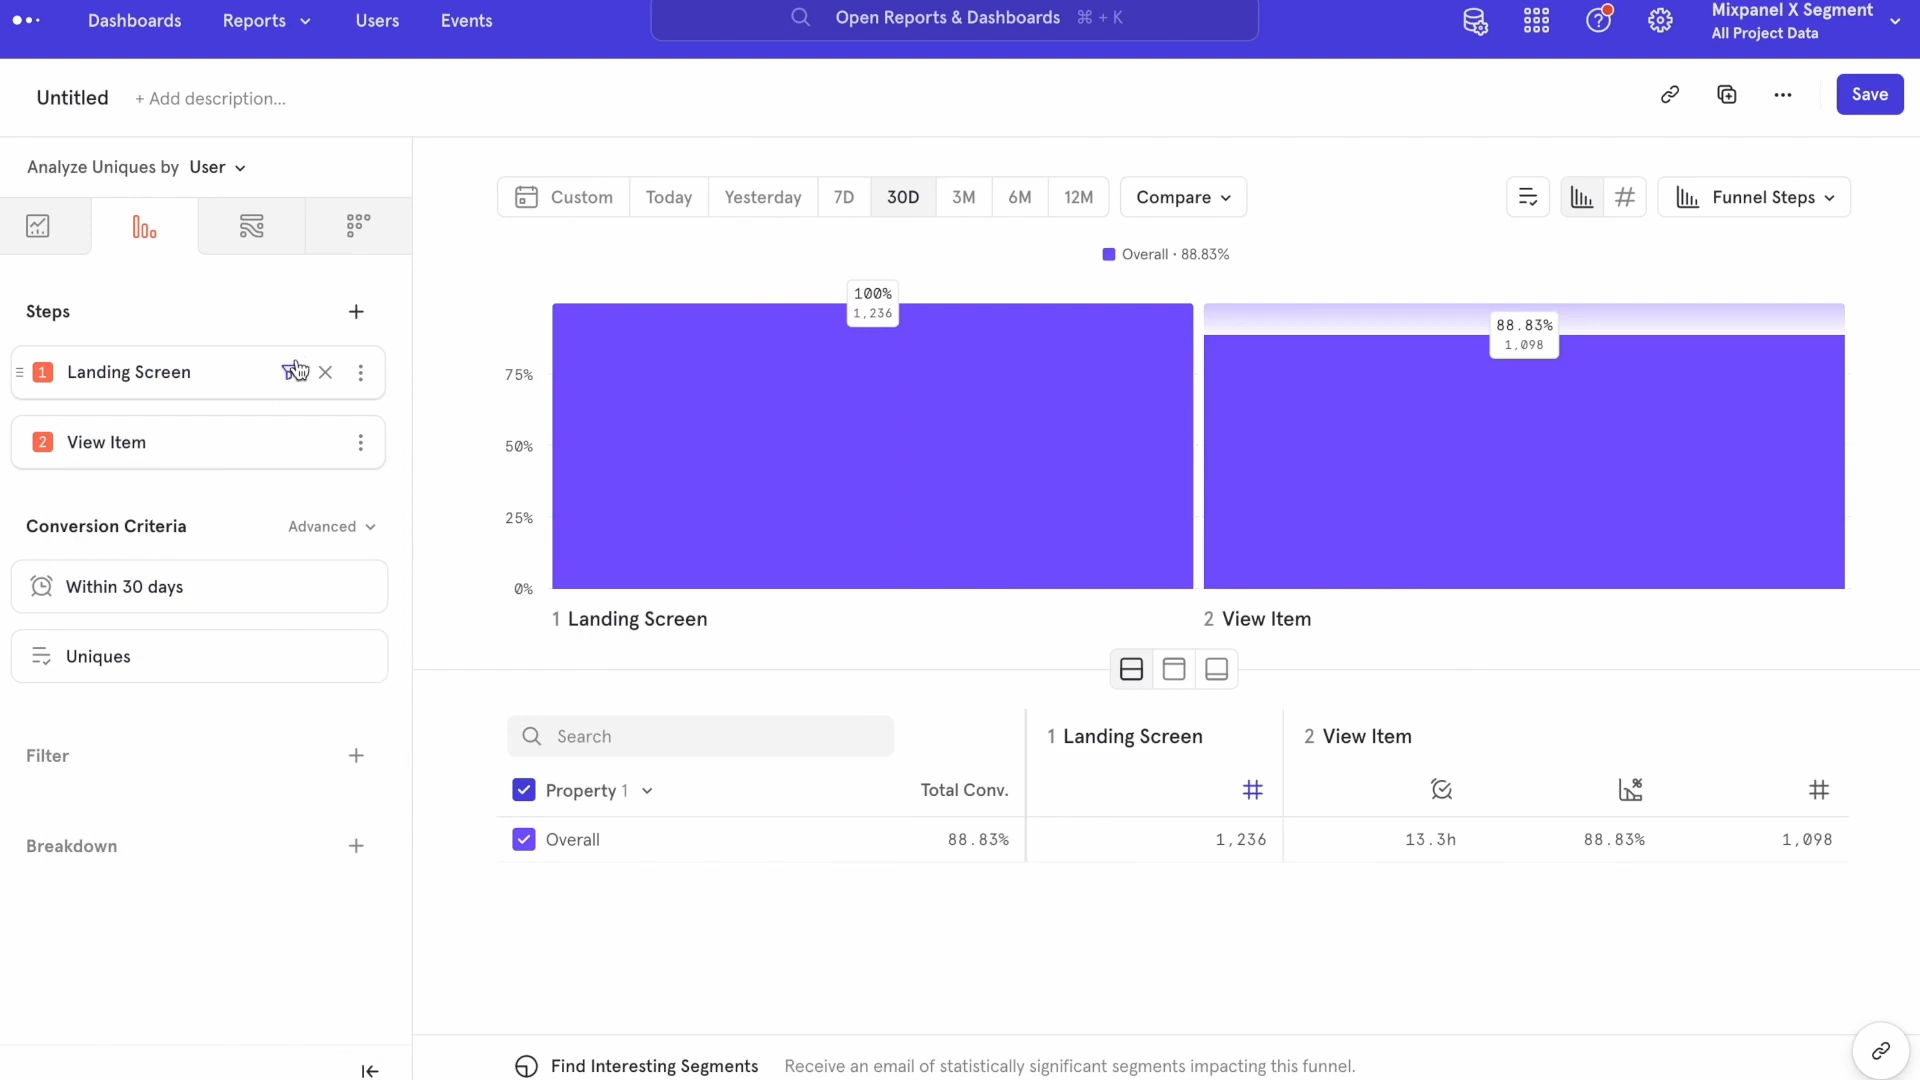 Dashboards
Reports
Users
Events
Open Reports & Dashboards ⌘ + K
Mixpanel X Segment
All Project Data
Untitled
+ Add description...
Save
Analyze Uniques by User
Steps
1 Landing Screen
2 View Item
Conversion Criteria
Advanced
Within 30 days
Uniques
Filter
Breakdown
Custom
Today
Yesterday
7D
30D
3M
6M
12M
Compare
Funnel Steps
Overall · 88.83%
100%
1,236
88.83%
1,098
75%
50%
25%
0%
1 Landing Screen
2 View Item
Search
1 Landing Screen
2 View Item
Property 1
Total Conv.
Overall
88.83%
1,236
13.3h
88.83%
1,098
Find Interesting Segments
Receive an email of statistically significant segments impacting this funnel.